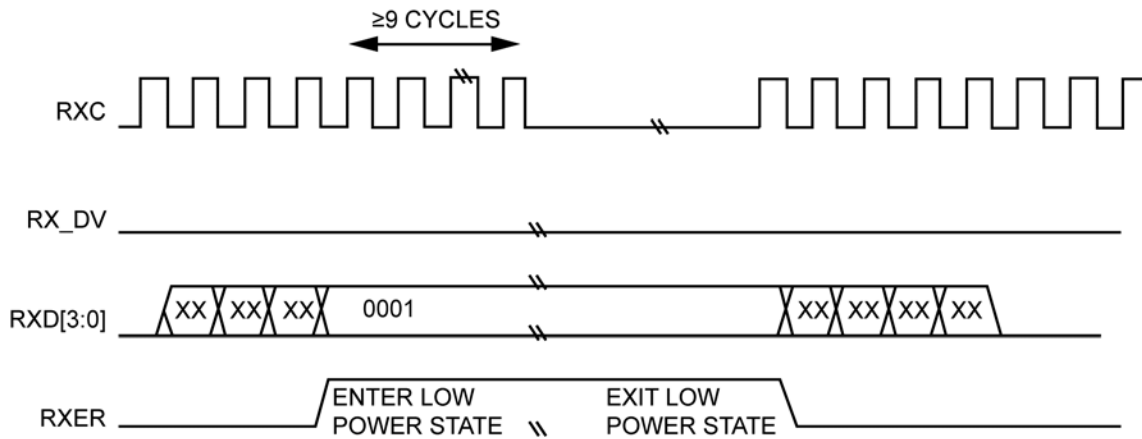 ≥9 CYCLES
RXC
RX_DV
RXD[3:0] XX XX XX 0001 XX XX XX XX
RXER
ENTER LOW POWER STATE
EXIT LOW POWER STATE